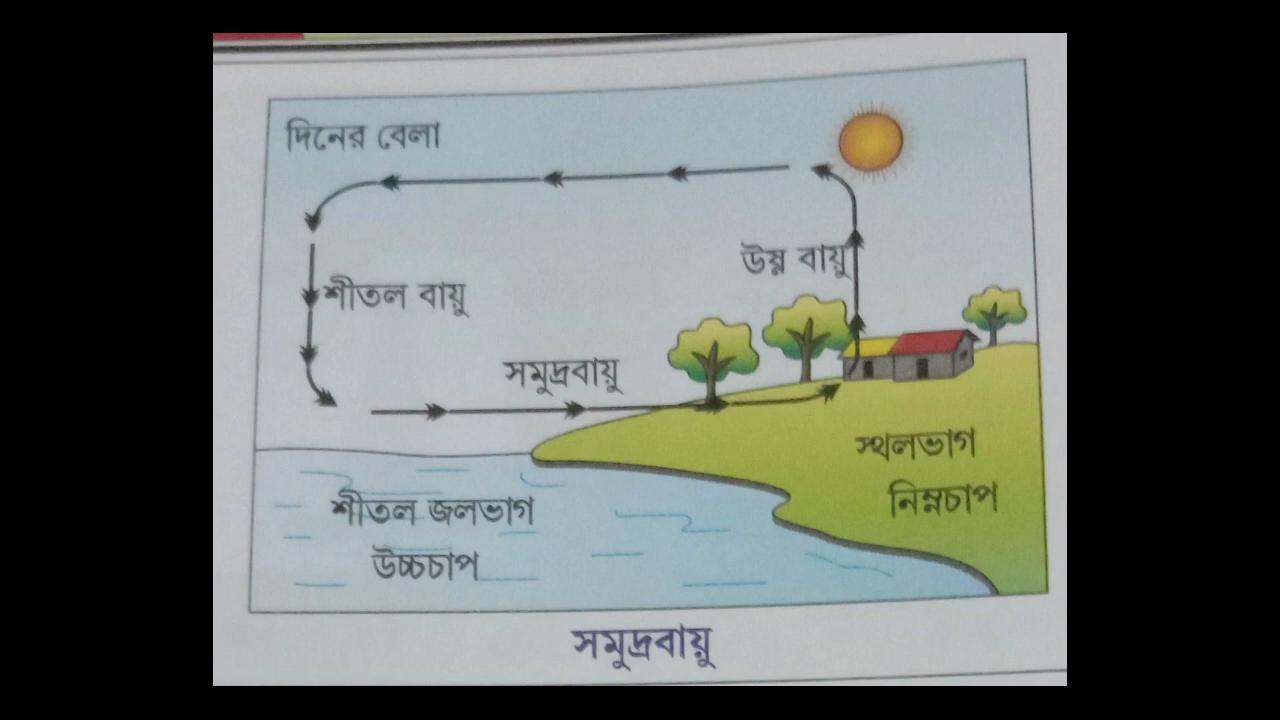 দিনের বেলা
উষ্ণ বায়ু
শীতল বায়ু
সমুদ্রবায়ু
স্থলভাগ
নিম্নচাপ
শীতল জলভাগ
উচ্চচাপ
সমুদ্রবায়ু